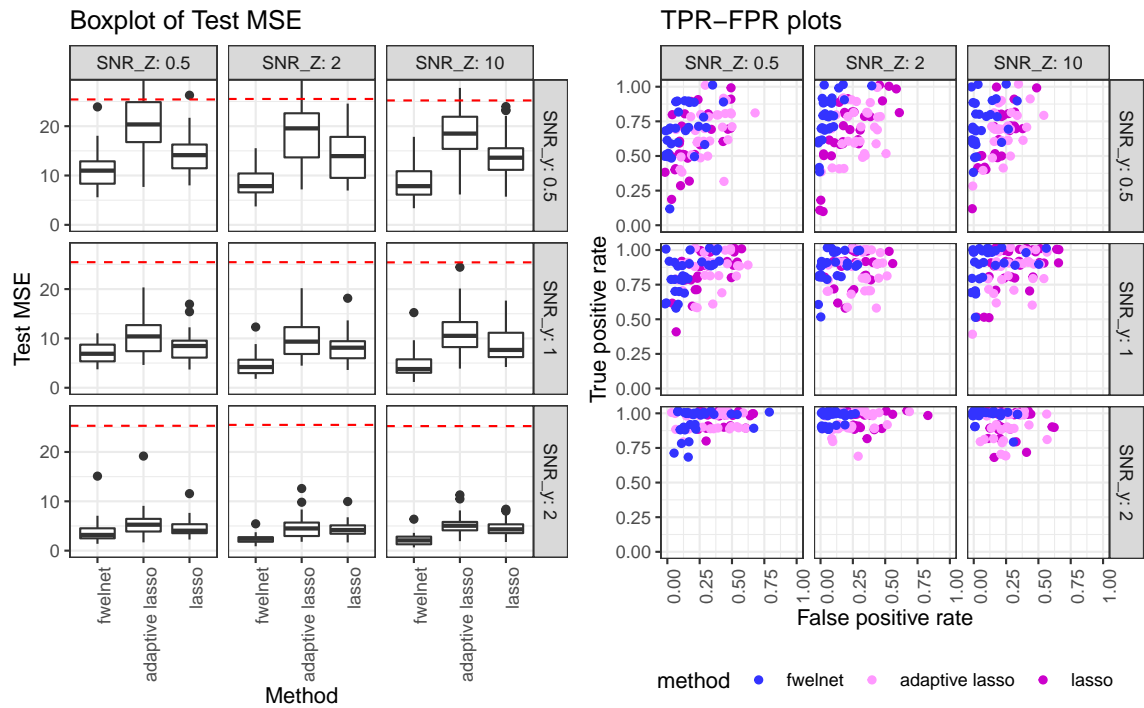 Boxplot of Test MSE
SNR_Z: 0.5
SNR_Z: 2
SNR_Z: 10
SNR_y: 0.5
SNR_y: 1
SNR_y: 2
20
10
0
20
10
0
20
10
0
Test MSE
fwelnet
adaptive lasso
lasso
fwelnet
adaptive lasso
lasso
fwelnet
adaptive lasso
lasso
Method
TPR−FPR plots
SNR_Z: 0.5
SNR_Z: 2
SNR_Z: 10
SNR_y: 0.5
SNR_y: 1
SNR_y: 2
1.00
0.75
0.50
0.25
0.00
1.00
0.75
0.50
0.25
0.00
1.00
0.75
0.50
0.25
0.00
True positive rate
0.00
0.25
0.50
0.75
1.00
0.00
0.25
0.50
0.75
1.00
0.00
0.25
0.50
0.75
1.00
False positive rate
method fwelnet adaptive lasso lasso